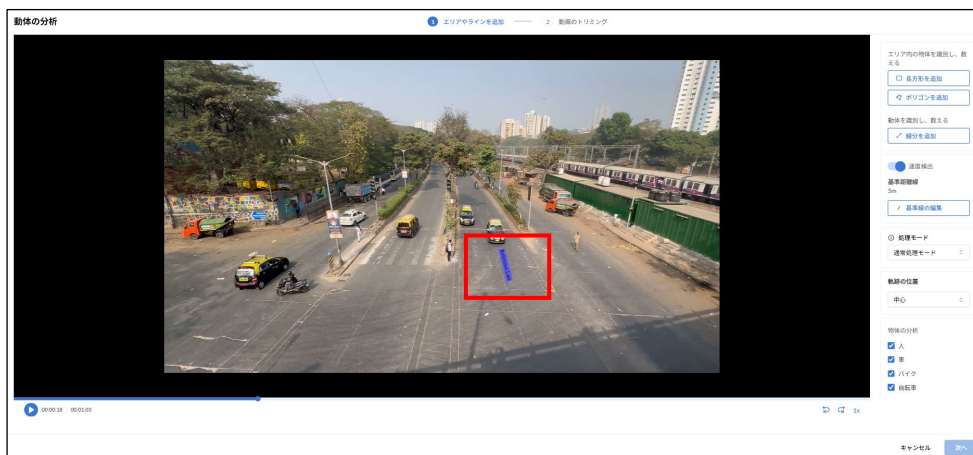 動体の分析
1 エリアやラインを追加
2 動画のトリミング
エリア内の物体を識別し、数
える
長方形を追加
ポリゴンを追加
動体を識別し、数える
線分を追加
速度検出
基準距離線
5m
基準線の編集
処理モード
通常処理モード
軌跡の位置
中心
物体の分析
人
車
バイク
自転車
00:00:18 / 00:01:03
1x
キャンセル
次へ